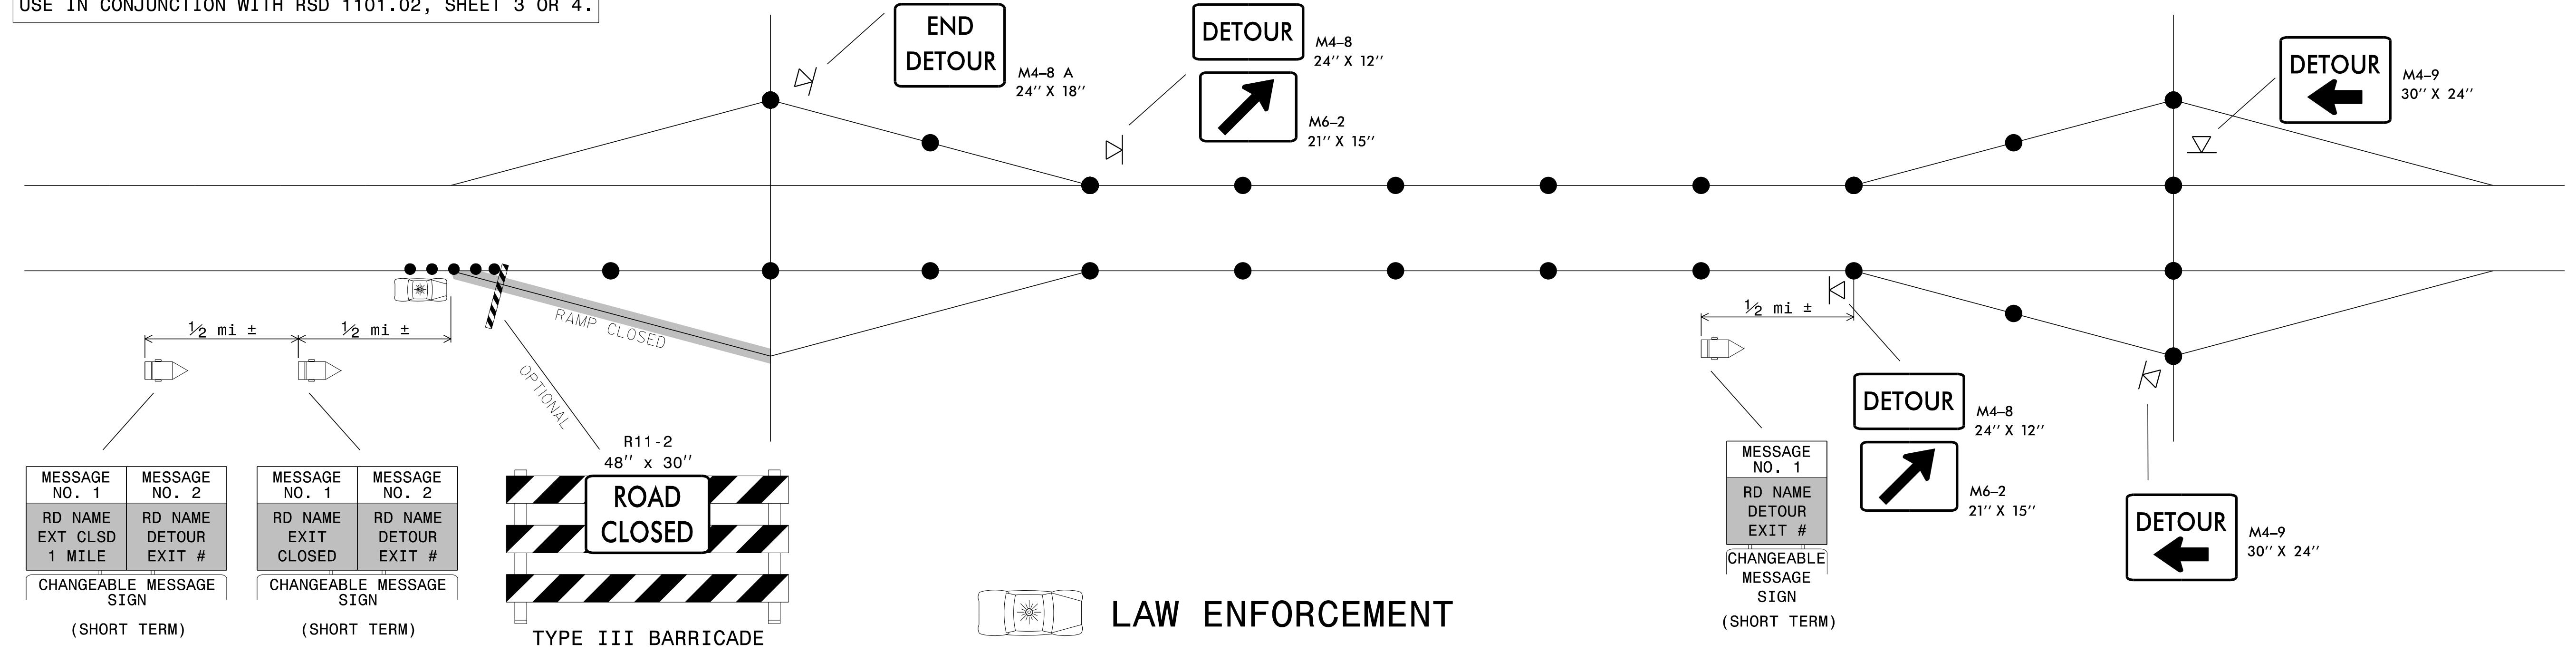 USE IN CONJUNCTION WITH RSD 1101.02, SHEET 3 OR 4.
END
DETOUR
M4-8 A
24" X 18"
DETOUR
M4-8
24" X 12"
M6-2
21" X 15"
DETOUR
M4-9
30" X 24"
1/2 mi ±
1/2 mi ±
RAMP CLOSED
OPTIONAL
1/2 mi ±
MESSAGE
NO. 1
MESSAGE
NO. 2
RD NAME
EXT CLSD
1 MILE
RD NAME
DETOUR
EXIT #
CHANGEABLE MESSAGE
SIGN
(SHORT TERM)
MESSAGE
NO. 1
MESSAGE
NO. 2
RD NAME
EXIT
CLOSED
RD NAME
DETOUR
EXIT #
CHANGEABLE MESSAGE
SIGN
(SHORT TERM)
R11-2
48" x 30"
ROAD
CLOSED
TYPE III BARRICADE
LAW ENFORCEMENT
MESSAGE
NO. 1
RD NAME
DETOUR
EXIT #
CHANGEABLE
MESSAGE
SIGN
(SHORT TERM)
DETOUR
M4-8
24" X 12"
M6-2
21" X 15"
DETOUR
M4-9
30" X 24"